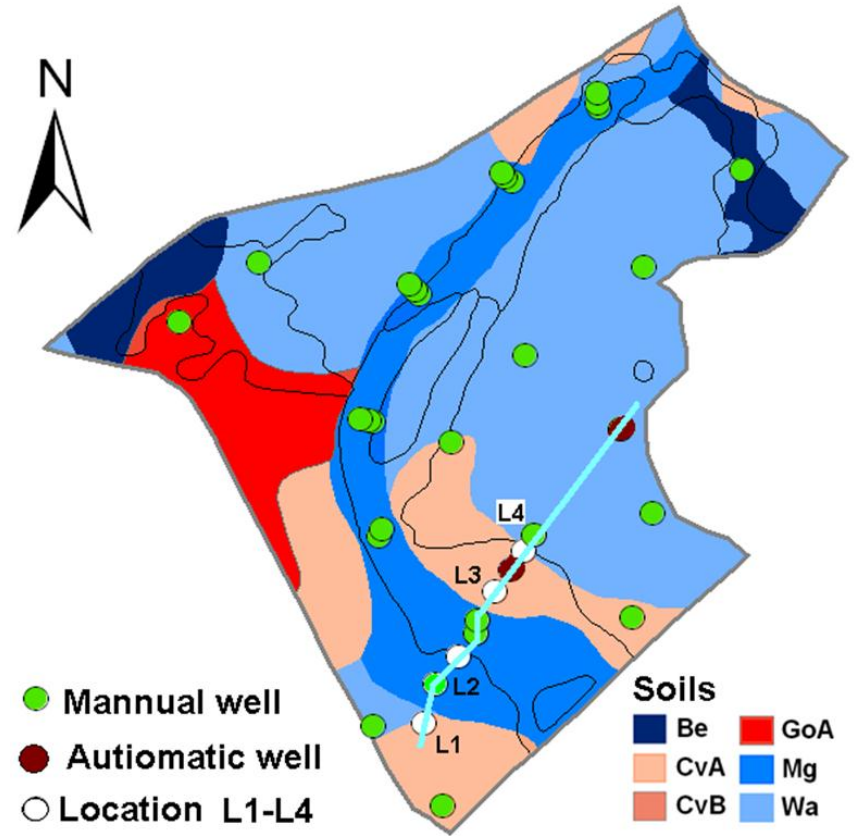 N
L4
L3
L2
L1
Mannual well
Autiomatic well
Location L1-L4
Soils
Be
GoA
CvA
Mg
CvB
Wa